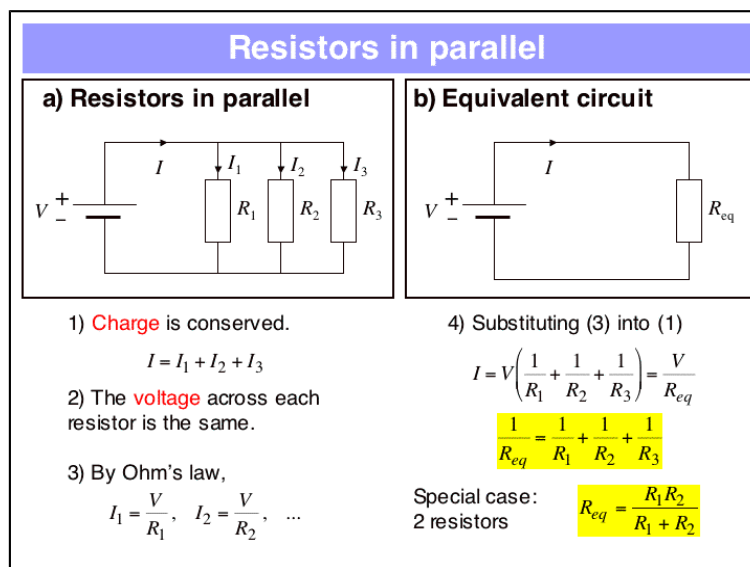 Resistors in parallel
a) Resistors in parallel
I I₁ I₂ I₃
V + − R₁ R₂ R₃
b) Equivalent circuit
I
V + − R_eq
1) Charge is conserved.
I = I₁ + I₂ + I₃
2) The voltage across each
resistor is the same.
3) By Ohm's law,
I₁ = V/R₁, I₂ = V/R₂, ...
4) Substituting (3) into (1)
I = V(1/R₁ + 1/R₂ + 1/R₃) = V/R_eq
1/R_eq = 1/R₁ + 1/R₂ + 1/R₃
Special case:
2 resistors
R_eq = R₁R₂/(R₁ + R₂)